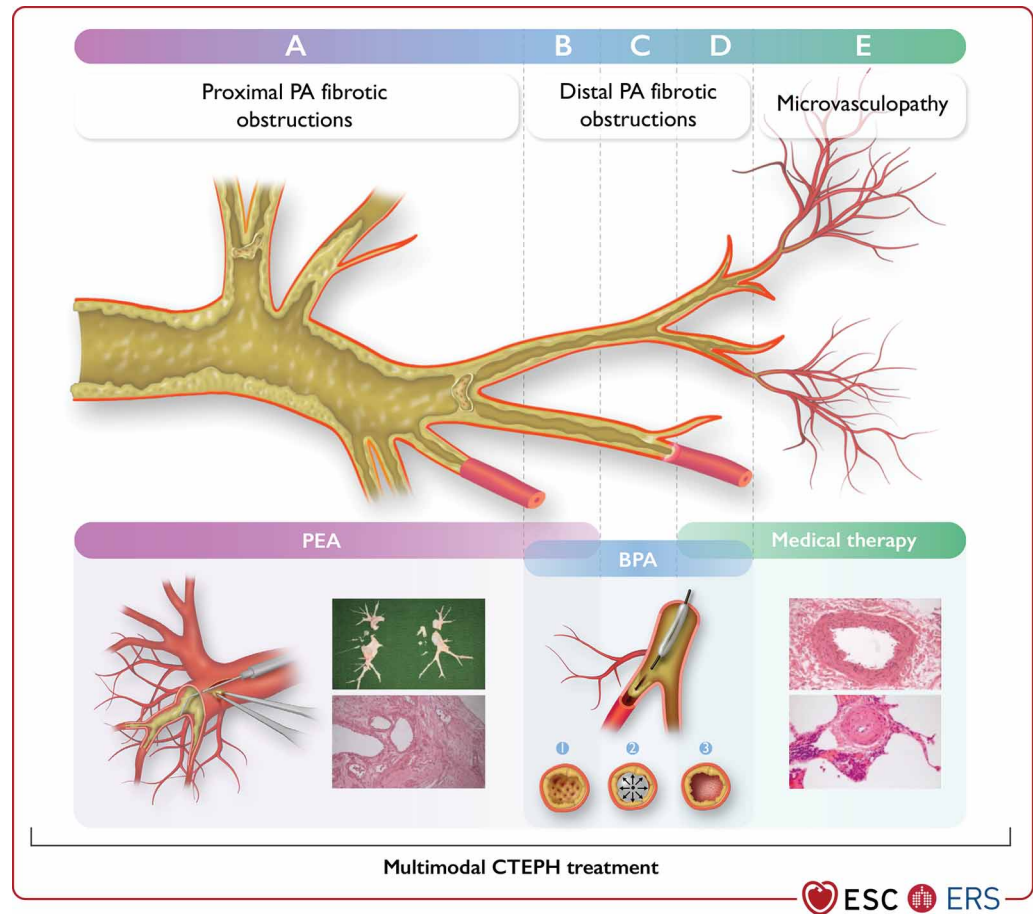 A B C D E
Proximal PA fibrotic
obstructions
Distal PA fibrotic
obstructions
Microvasculopathy
PEA
BPA
Medical therapy
1 2 3
Multimodal CTEPH treatment
ESC ERS